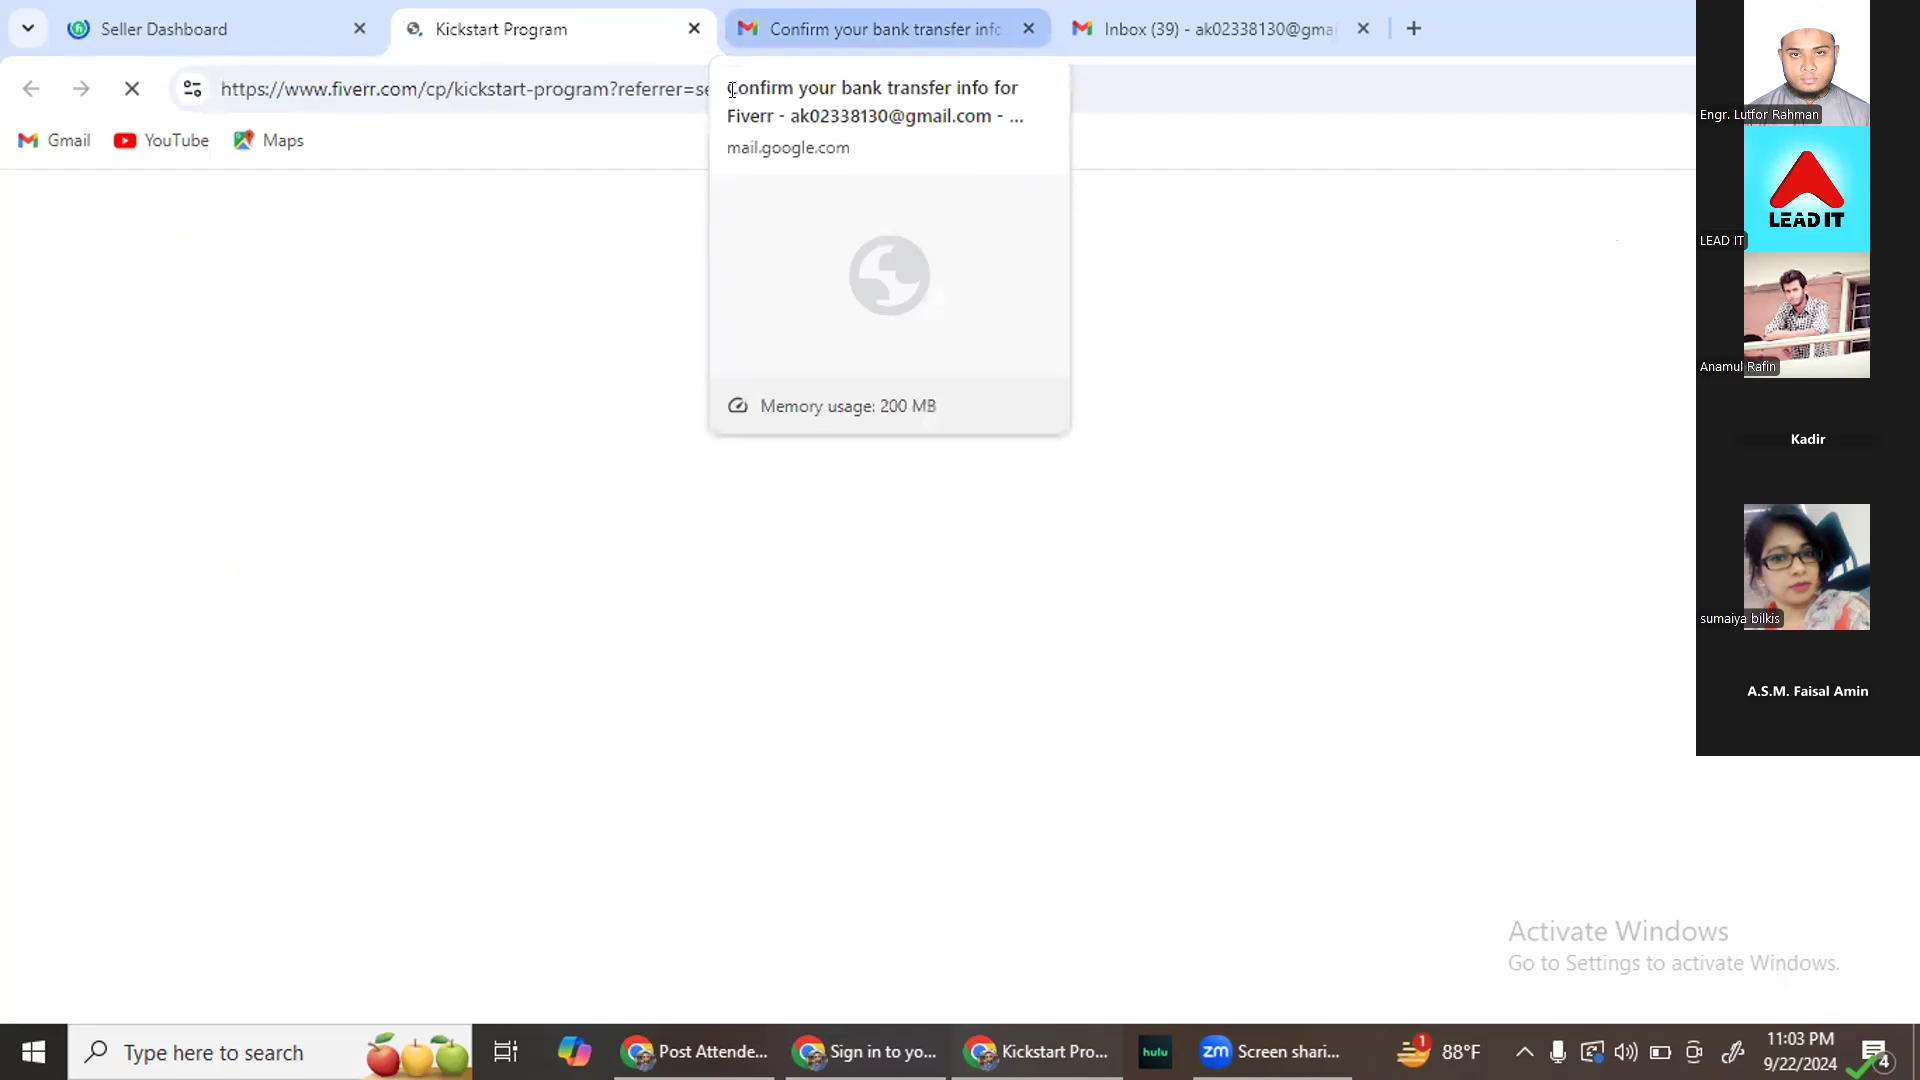 Seller Dashboard
Kickstart Program
Confirm your bank transfer info
Inbox (39) - ak02338130@gmai
https://www.fiverr.com/cp/kickstart-program?referrer=se
Confirm your bank transfer info for
Fiverr - ak02338130@gmail.com - ...
mail.google.com
Gmail
YouTube
Maps
Memory usage: 200 MB
Engr. Lutfor Rahman
LEAD IT
LEAD IT
Anamul Rafin
Kadir
sumaiya bilkis
A.S.M. Faisal Amin
Activate Windows
Go to Settings to activate Windows.
Type here to search
Post Attende...
Sign in to yo...
Kickstart Pro...
hulu
zm
Screen shari...
1
88°F
11:03 PM
9/22/2024
4